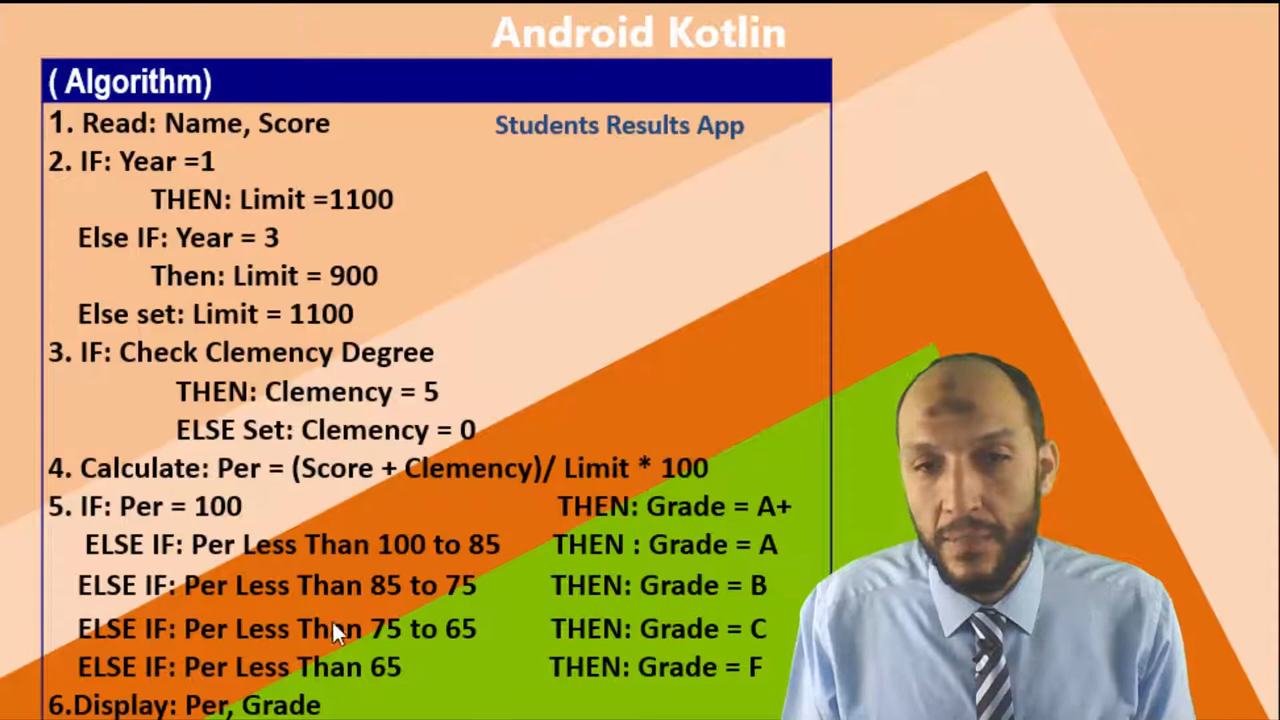 Android Kotlin
( Algorithm)
1. Read: Name, Score
Students Results App
2. IF: Year =1
THEN: Limit =1100
Else IF: Year = 3
Then: Limit = 900
Else set: Limit = 1100
3. IF: Check Clemency Degree
THEN: Clemency = 5
ELSE Set: Clemency = 0
4. Calculate: Per = (Score + Clemency)/ Limit * 100
5. IF: Per = 100 THEN: Grade = A+
ELSE IF: Per Less Than 100 to 85 THEN : Grade = A
ELSE IF: Per Less Than 85 to 75 THEN: Grade = B
ELSE IF: Per Less Than 75 to 65 THEN: Grade = C
ELSE IF: Per Less Than 65 THEN: Grade = F
6.Display: Per, Grade